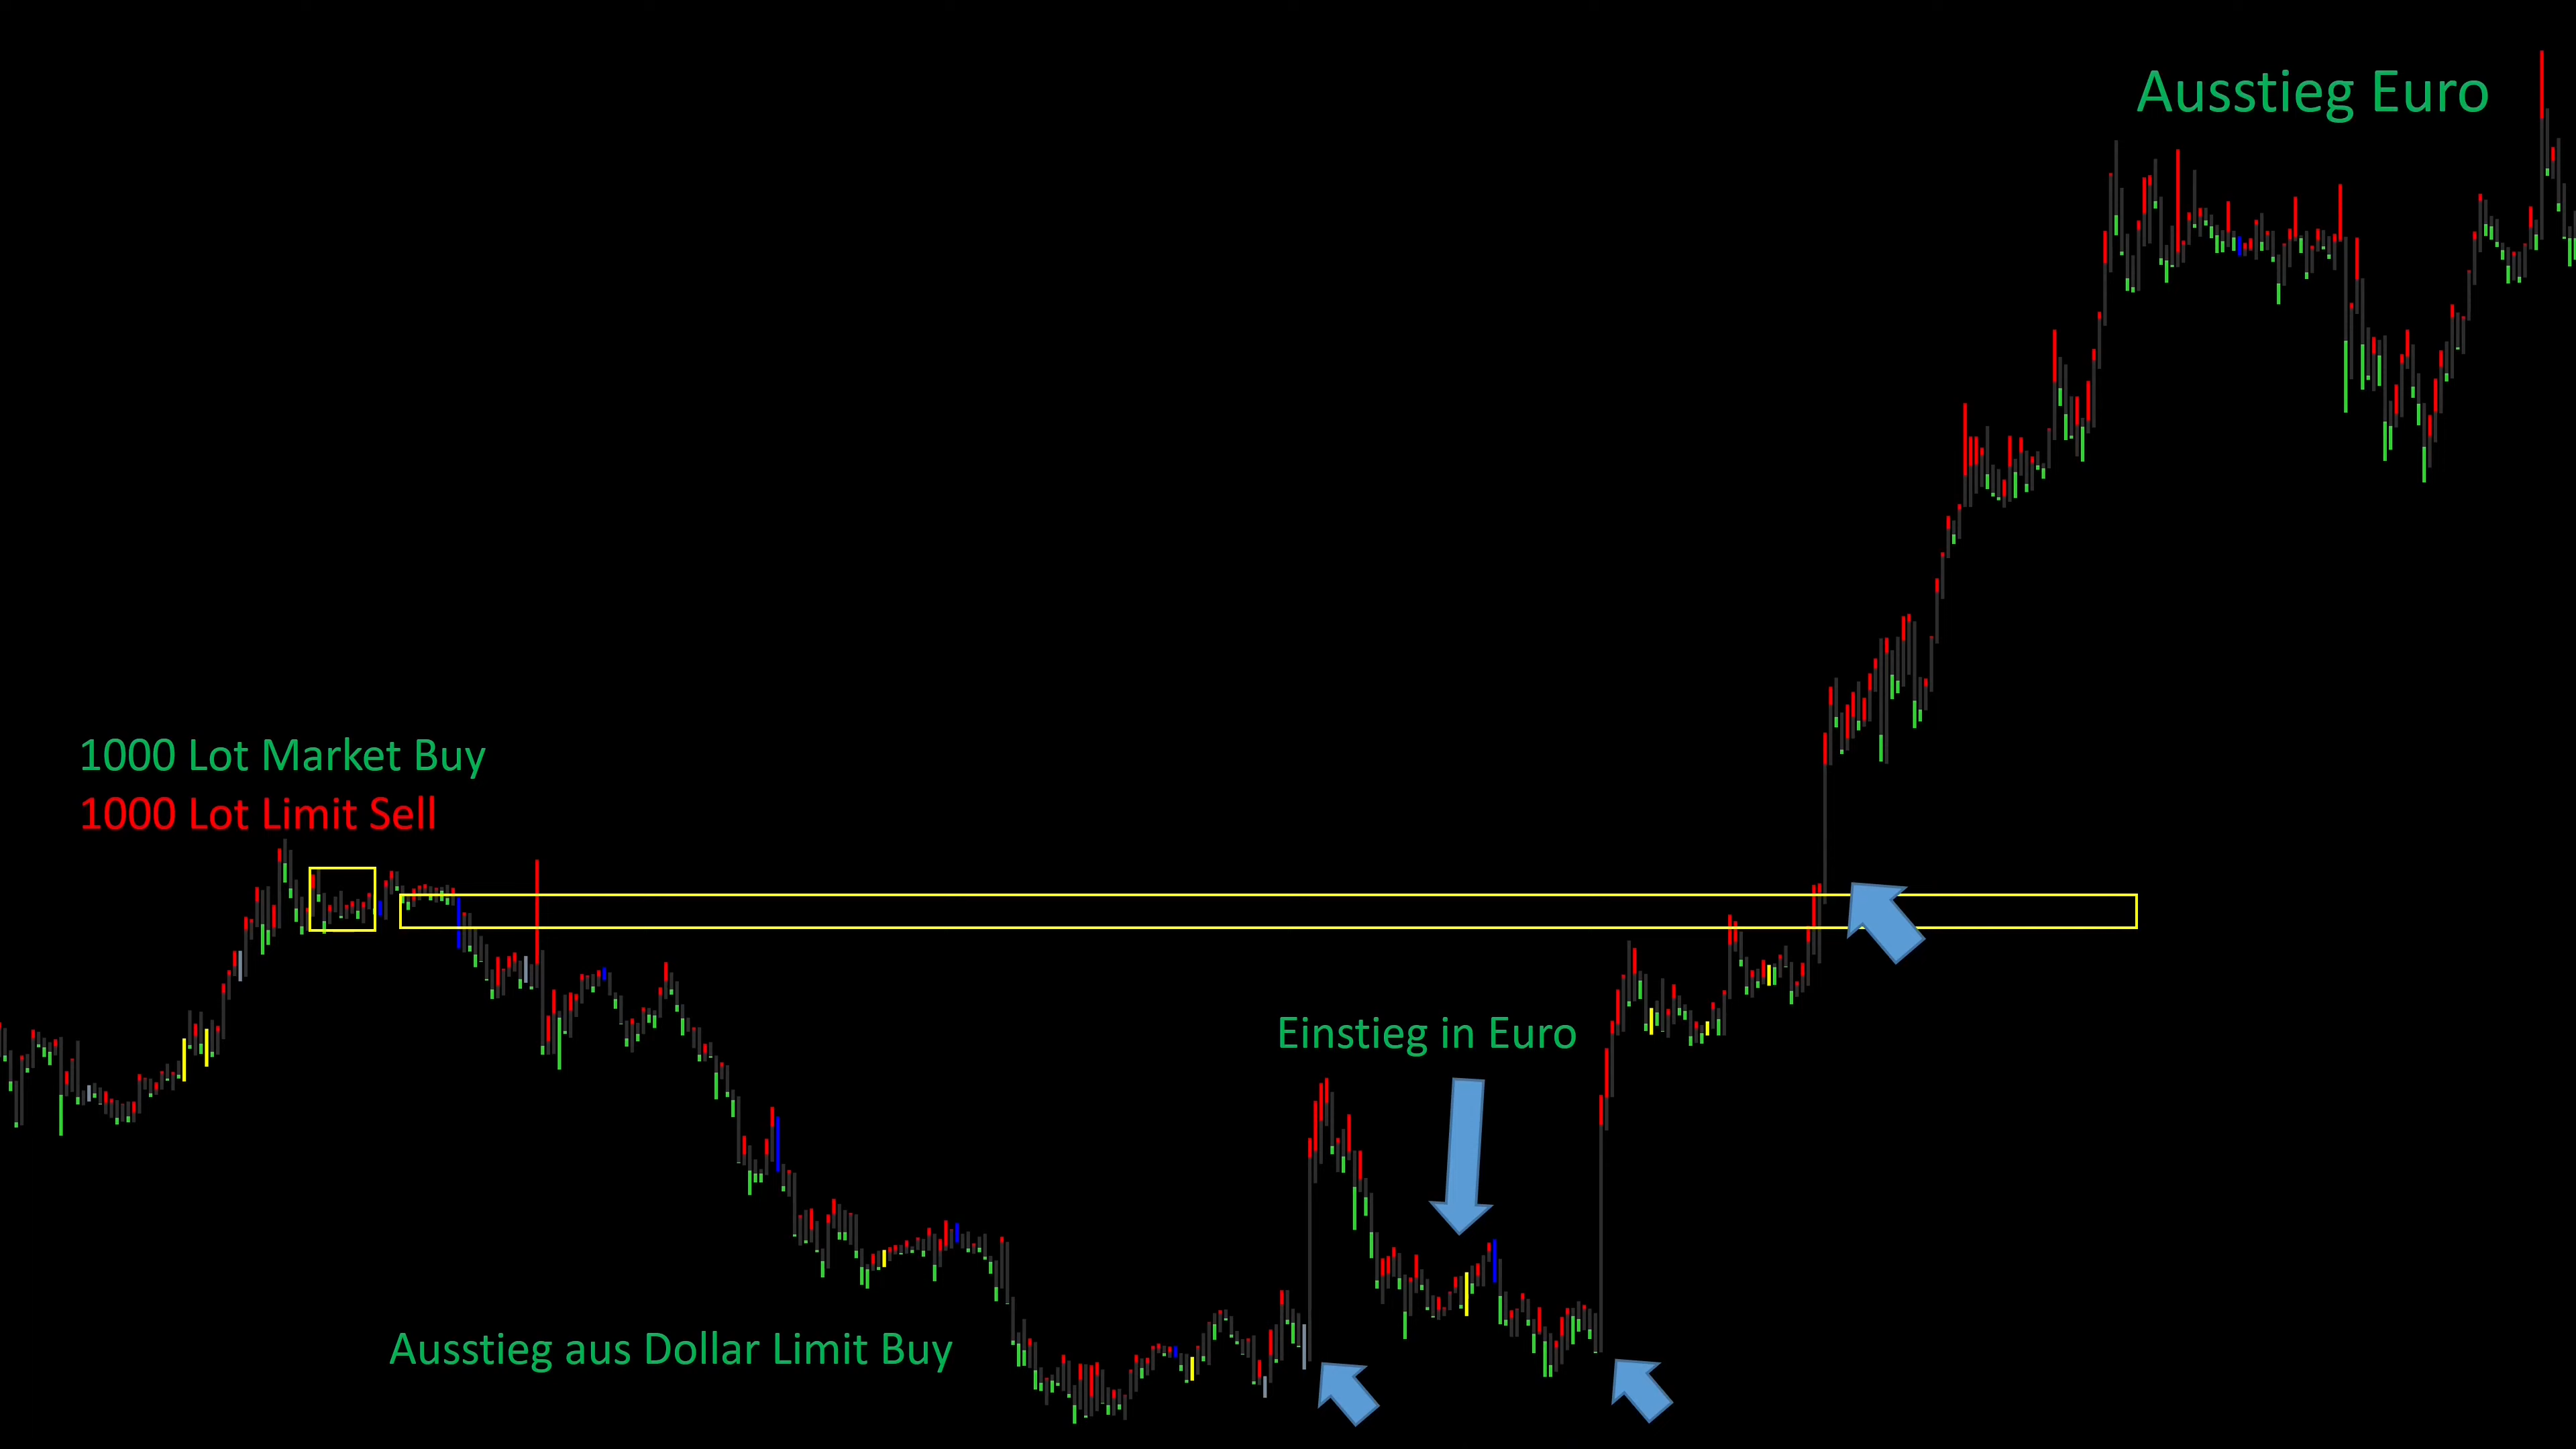 Ausstieg Euro
1000 Lot Market Buy
1000 Lot Limit Sell
Einstieg in Euro
Ausstieg aus Dollar Limit Buy